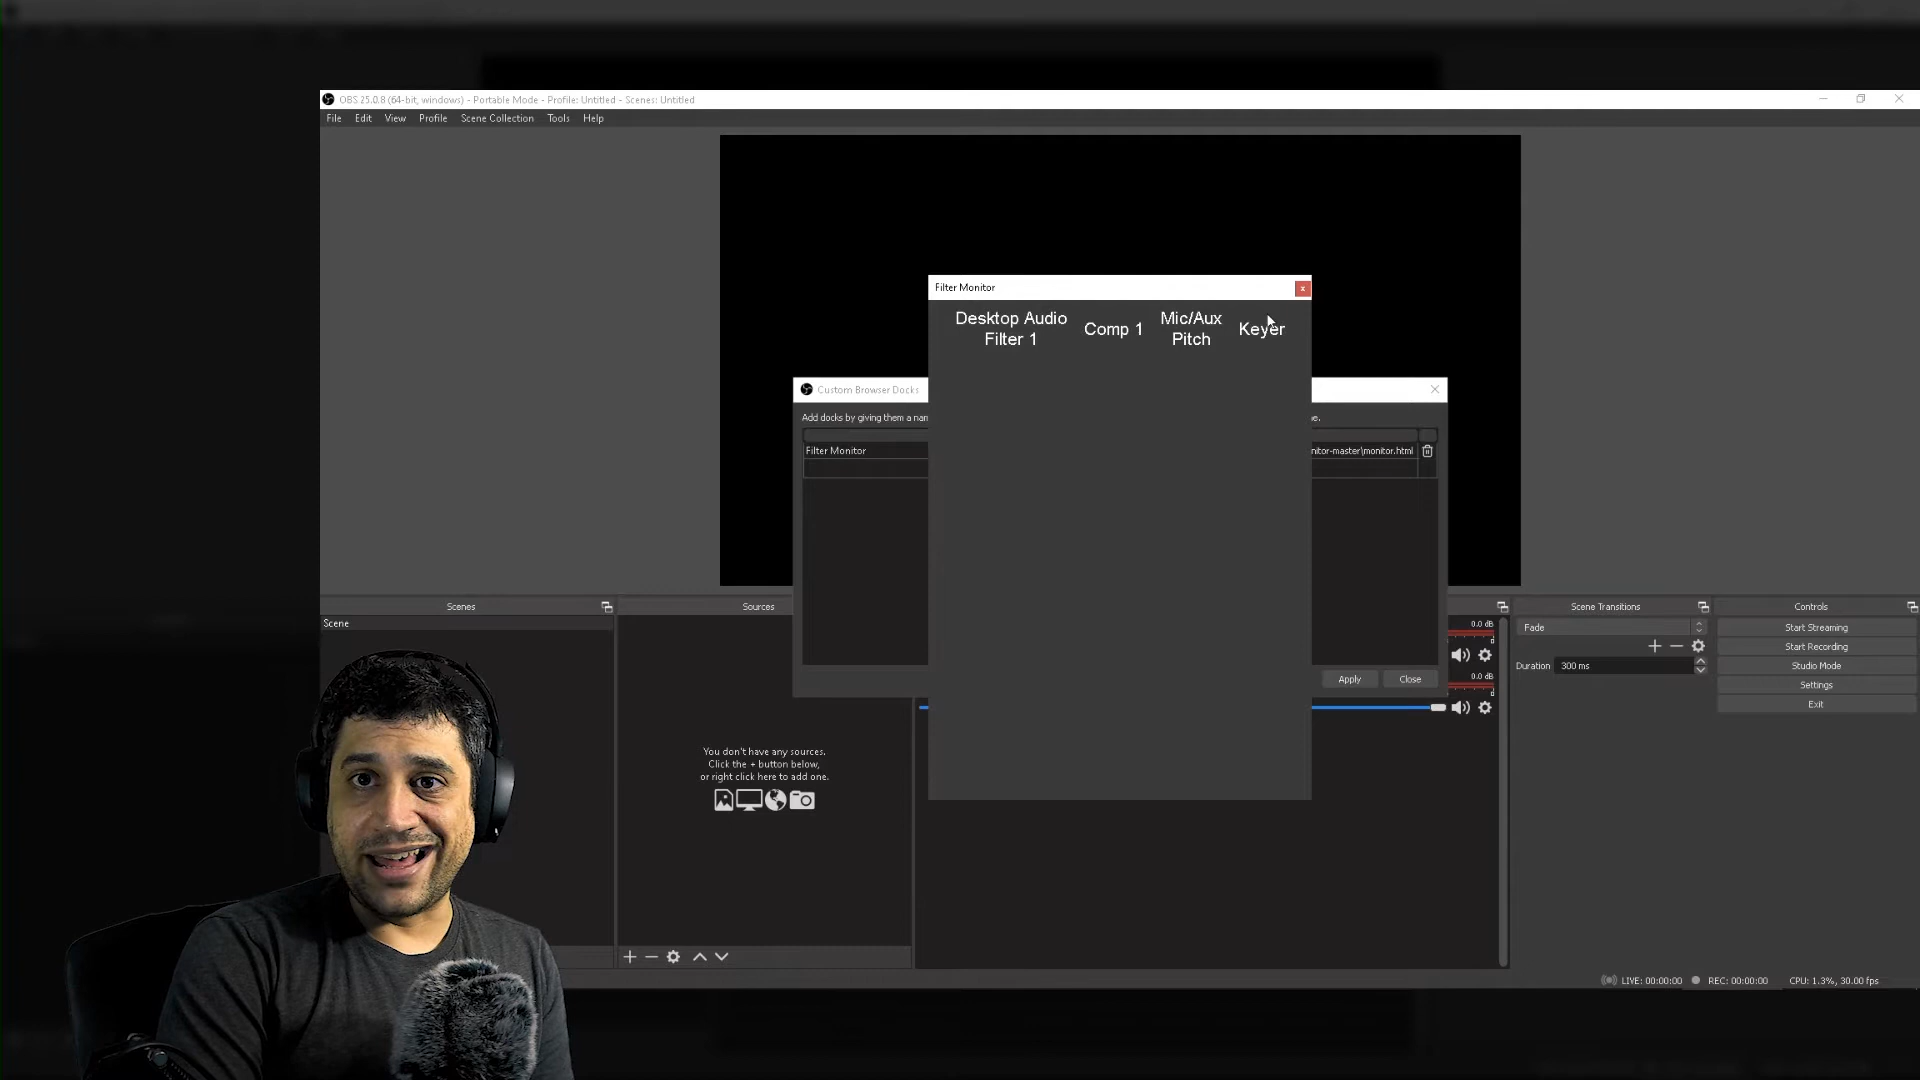 OBS 25.0.8 (64-bit, windows) - Portable Mode - Profile: Untitled - Scenes: Untitled
File Edit View Profile Scene Collection Tools Help
Filter Monitor
x
Desktop Audio
Filter 1
Comp 1
Mic/Aux
Pitch
Keyer
Custom Browser Docks
Add docks by giving them a
e.
Filter Monitor
nitor-master\monitor.html
Apply
Close
Scenes
Scene
Sources
You don't have any sources.
Click the + button below,
or right click here to add one.
0.0 dB
0.0 dB
Scene Transitions
Fade
Duration 300 ms
Controls
Start Streaming
Start Recording
Studio Mode
Settings
Exit
LIVE: 00:00:00 REC: 00:00:00 CPU: 1.3%, 30.00 fps